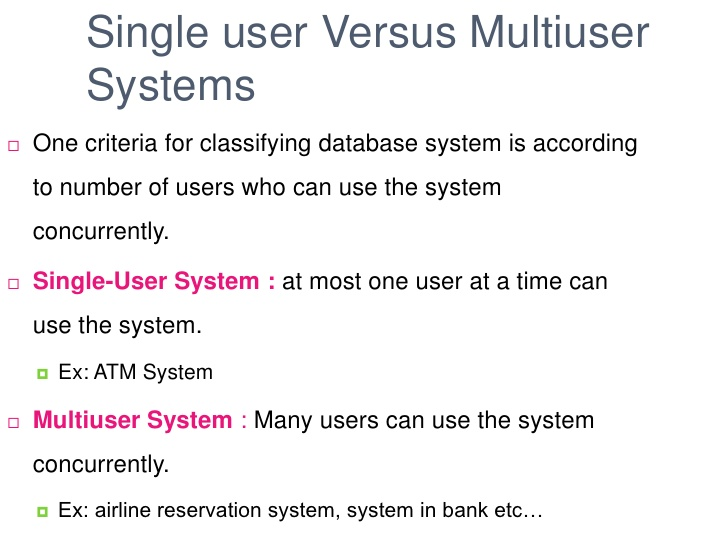 Single user Versus Multiuser
Systems
One criteria for classifying database system is according
to number of users who can use the system
concurrently.
Single-User System : at most one user at a time can
use the system.
Ex: ATM System
Multiuser System : Many users can use the system
concurrently.
Ex: airline reservation system, system in bank etc…